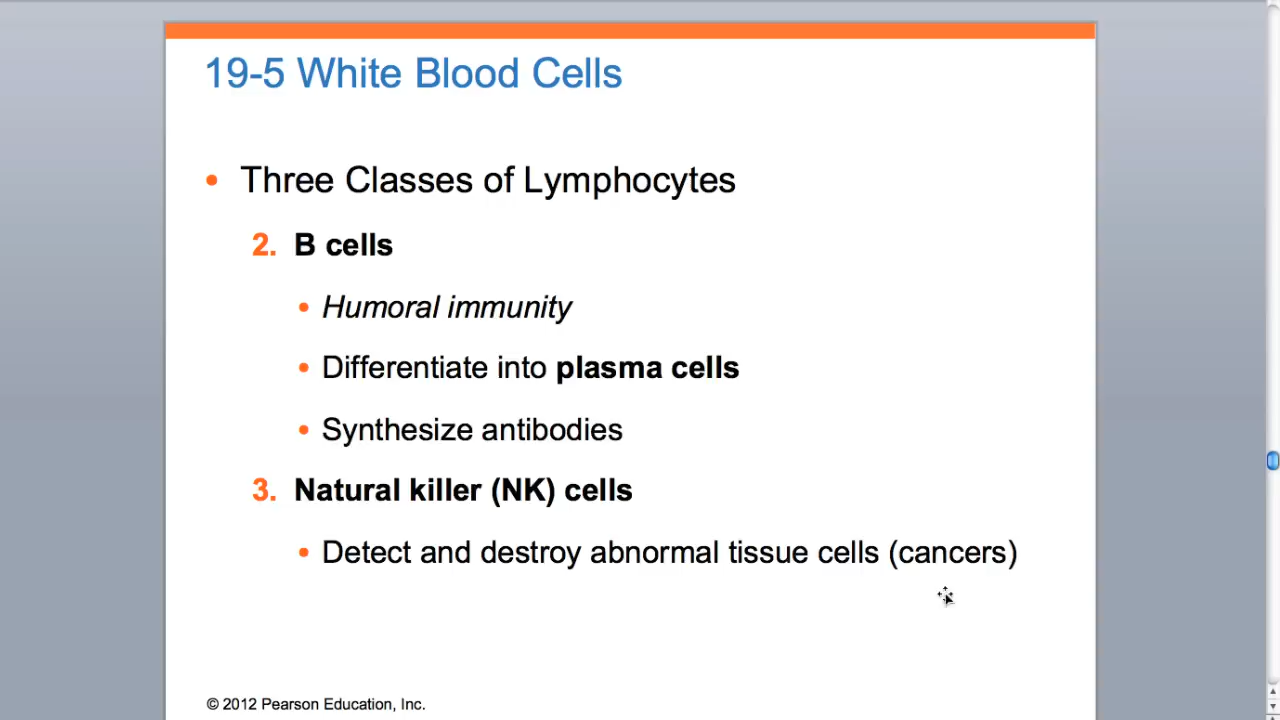 19-5 White Blood Cells
• Three Classes of Lymphocytes
2. B cells
• Humoral immunity
• Differentiate into plasma cells
• Synthesize antibodies
3. Natural killer (NK) cells
• Detect and destroy abnormal tissue cells (cancers)
© 2012 Pearson Education, Inc.